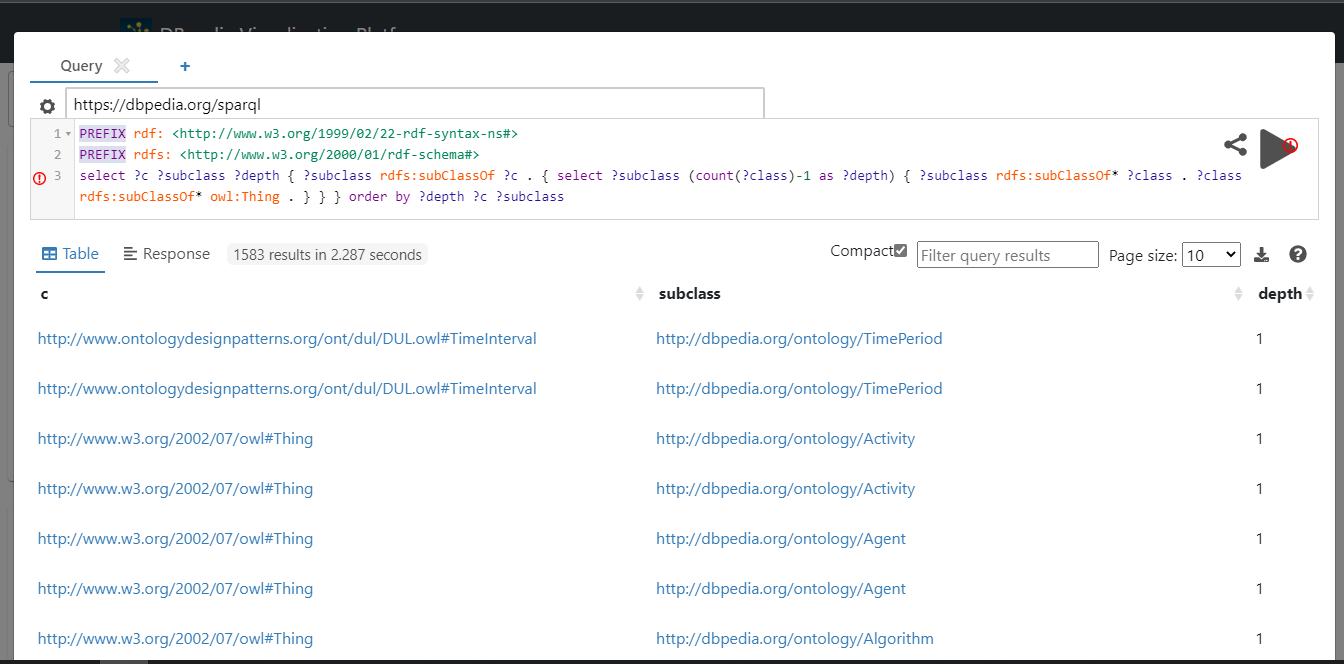 Query
+
https://dbpedia.org/sparql
1 PREFIX rdf: <http://www.w3.org/1999/02/22-rdf-syntax-ns#>
2 PREFIX rdfs: <http://www.w3.org/2000/01/rdf-schema#>
3 select ?c ?subclass ?depth { ?subclass rdfs:subClassOf ?c . { select ?subclass (count(?class)-1 as ?depth) { ?subclass rdfs:subClassOf* ?class . ?class
rdfs:subClassOf* owl:Thing . } } } order by ?depth ?c ?subclass
Table Response 1583 results in 2.287 seconds Compact Filter query results Page size: 10
c subclass depth
http://www.ontologydesignpatterns.org/ont/dul/DUL.owl#TimeInterval http://dbpedia.org/ontology/TimePeriod 1
http://www.ontologydesignpatterns.org/ont/dul/DUL.owl#TimeInterval http://dbpedia.org/ontology/TimePeriod 1
http://www.w3.org/2002/07/owl#Thing http://dbpedia.org/ontology/Activity 1
http://www.w3.org/2002/07/owl#Thing http://dbpedia.org/ontology/Activity 1
http://www.w3.org/2002/07/owl#Thing http://dbpedia.org/ontology/Agent 1
http://www.w3.org/2002/07/owl#Thing http://dbpedia.org/ontology/Agent 1
http://www.w3.org/2002/07/owl#Thing http://dbpedia.org/ontology/Algorithm 1